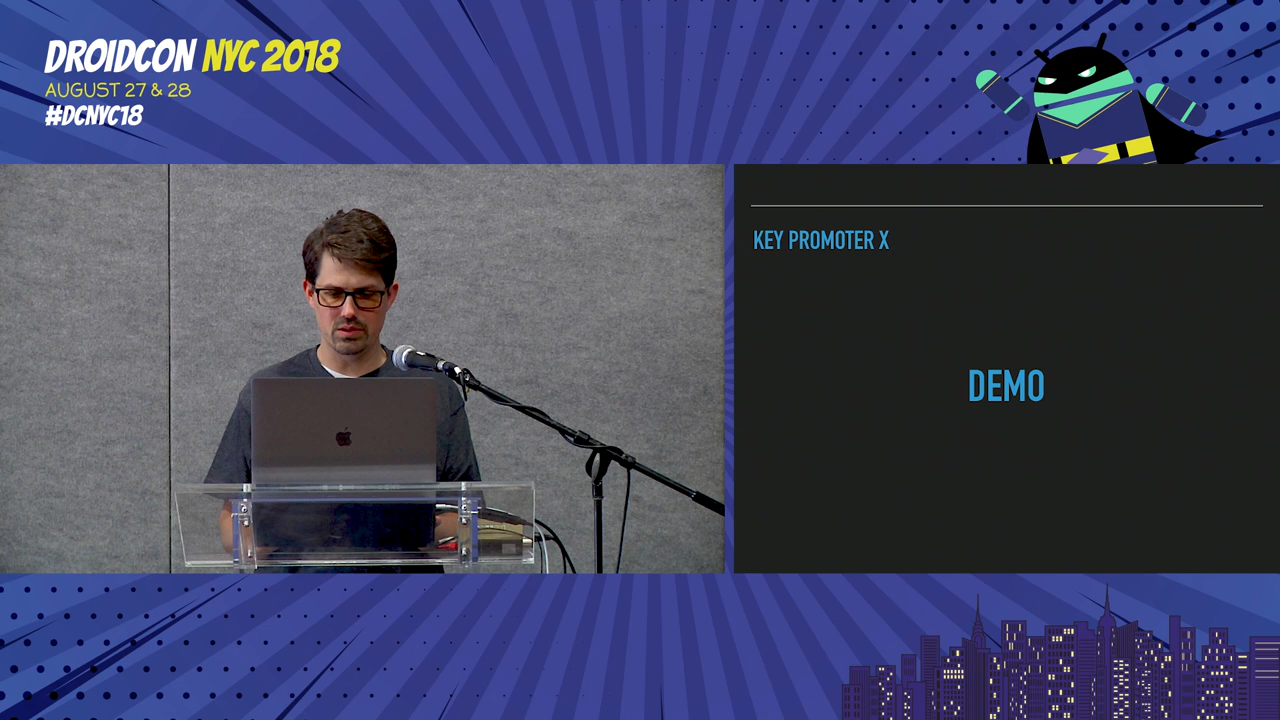 DROIDCON NYC 2018
AUGUST 27 & 28
#DCNYC18
KEY PROMOTER X
DEMO